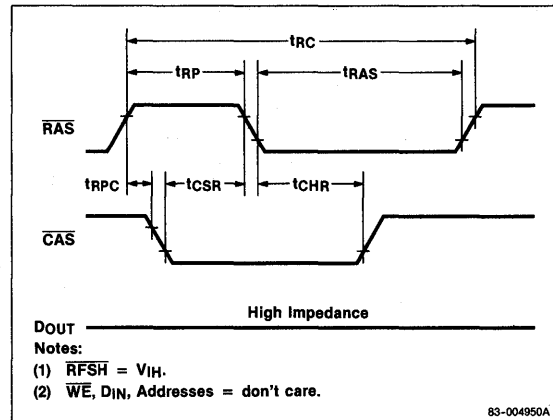 tRC
tRP
tRAS
RAS
tRPC
tCSR
tCHR
CAS
High Impedance
DOUT
Notes:
(1) RFSH = VIH.
(2) WE, DIN, Addresses = don't care.
83-004950A